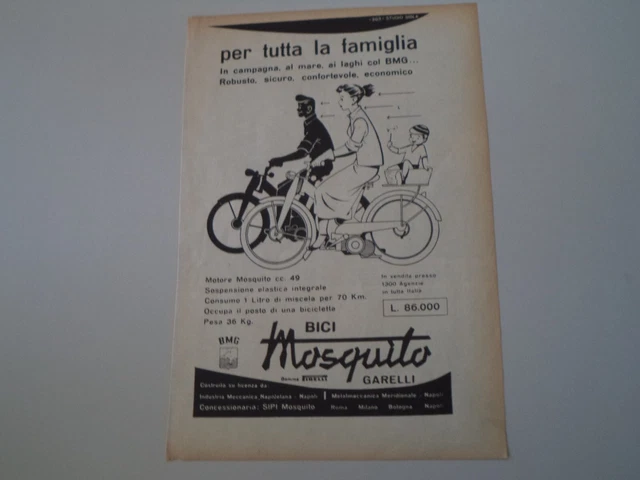 per tutta la famiglia
In campagna, al mare, ai laghi col BMG...
Robusto, sicuro, confortevole, economico
Motore Mosquito cc. 49
Sospensione elastica integrale
Consumo 1 Litro di miscela per 70 Km.
Occupa il posto di una bicicletta
Pesa 36 Kg.
In vendita presso
1300 Agenzie
in tutta Italia
L. 86.000
BMG
BICI
Mosquito
GARELLI
PIRELLI
Costruito su licenza da
Industria Meccanica Napoletana - Napoli
Metalmeccanica Meridionale - Napoli
Concessionaria: SIPI Mosquito
Roma Milano Bologna Napoli